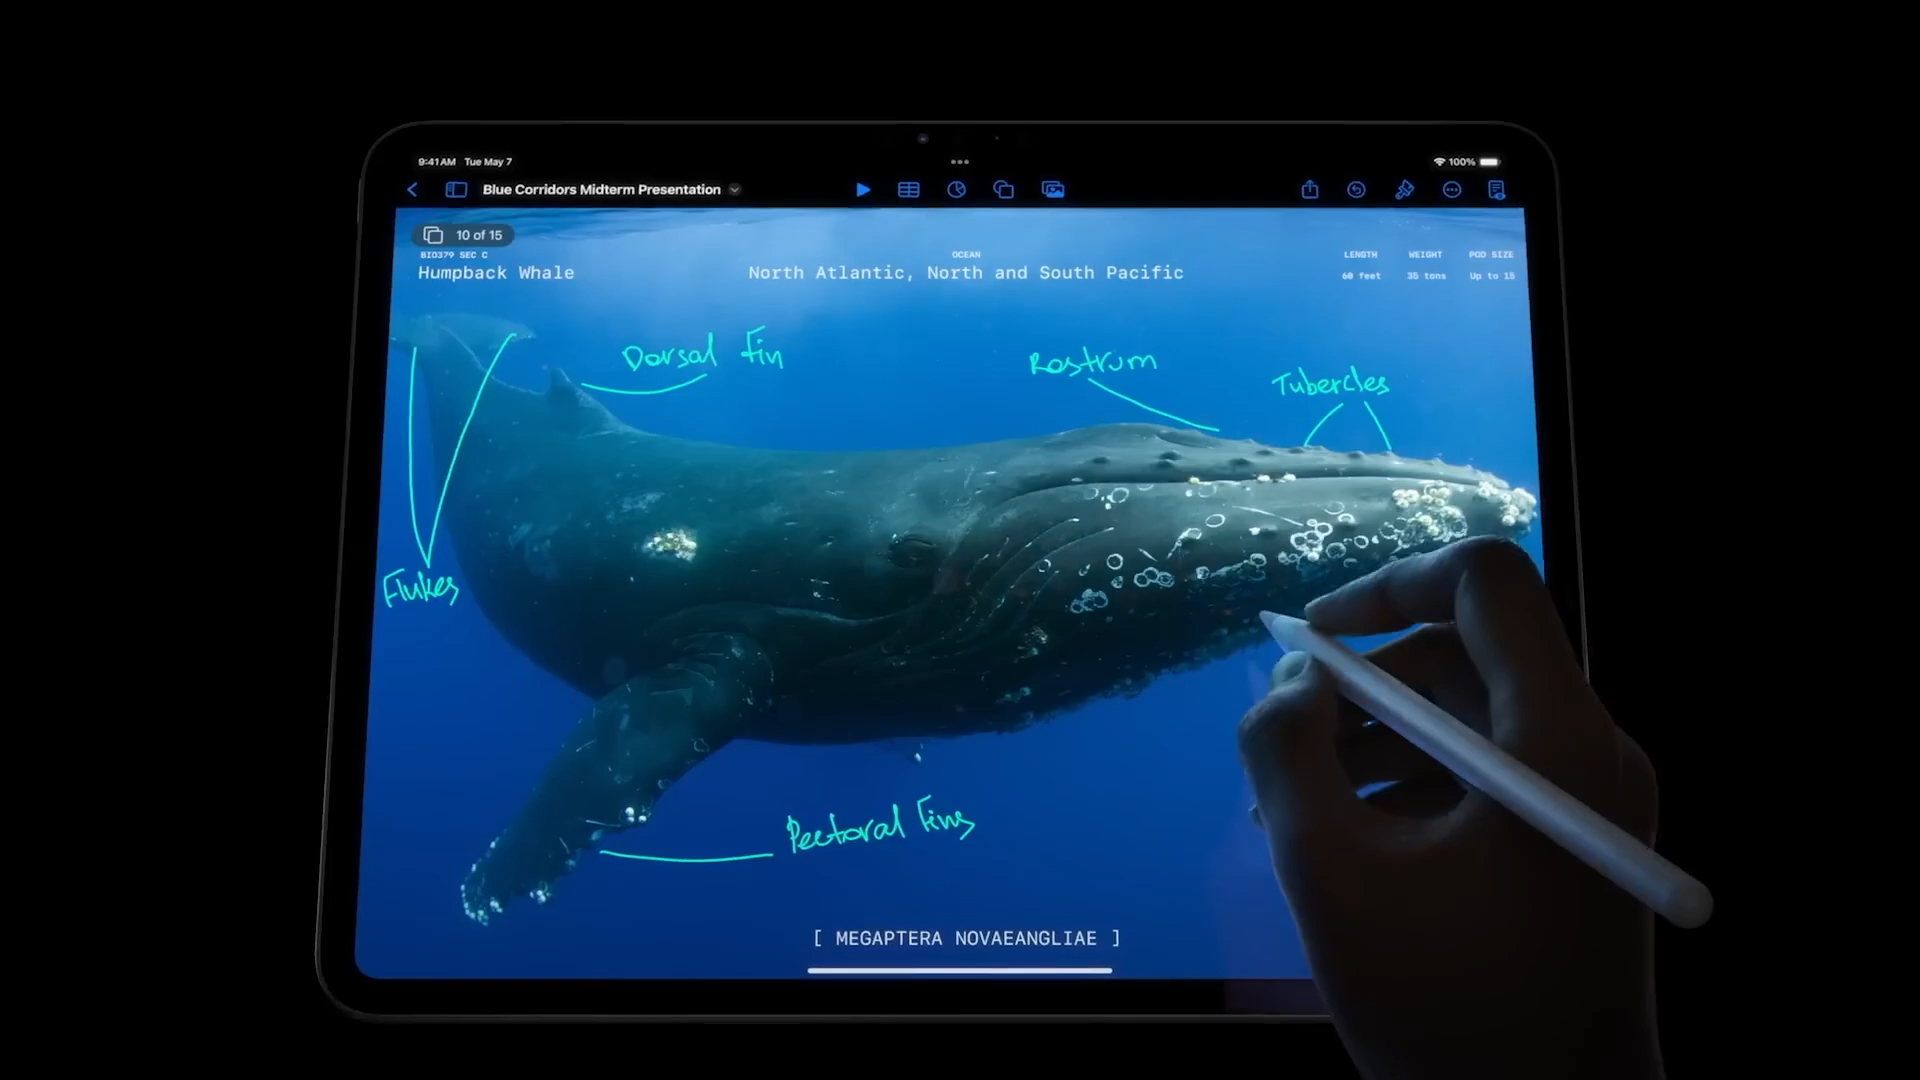 9:41 AM Tue May 7
100%
Blue Corridors Midterm Presentation
10 of 15
BIO379 SEC C
Humpback Whale
OCEAN
North Atlantic, North and South Pacific
LENGTH WEIGHT POD SIZE
60 feet 35 tons Up to 15
Dorsal Fin
Rostrum
Tubercles
Flukes
Pectoral Fins
[ MEGAPTERA NOVAEANGLIAE ]